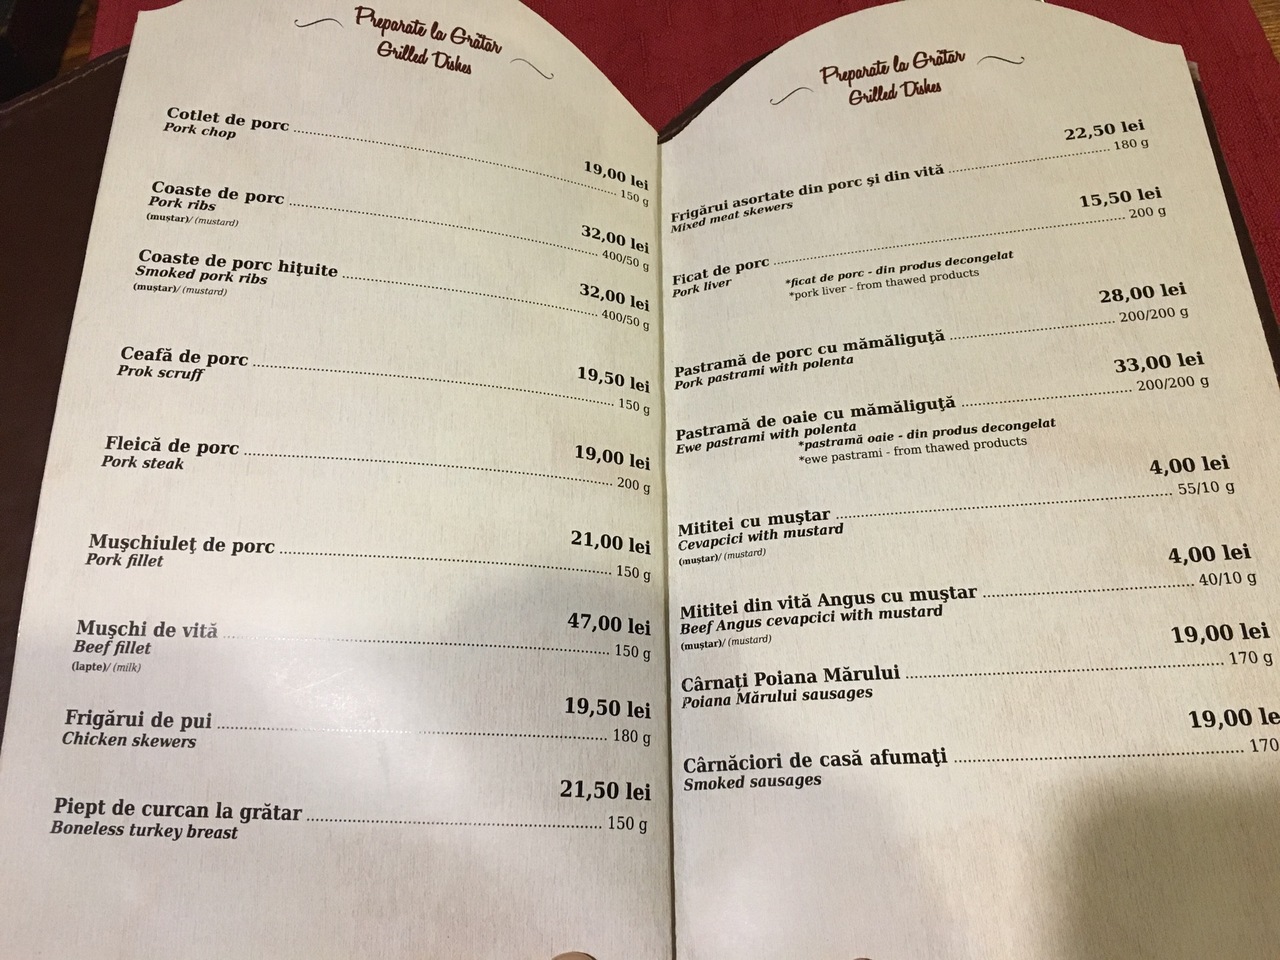 Preparate la Grătar
Grilled Dishes
Cotlet de porc ... 19,00 lei
Pork chop 150 g
Coaste de porc ... 32,00 lei
Pork ribs 400/50 g
(muştar)/ (mustard)
Coaste de porc hiţuite ... 32,00 lei
Smoked pork ribs 400/50 g
(muştar)/ (mustard)
Ceafă de porc ... 19,50 lei
Prok scruff 150 g
Fleică de porc ... 19,00 lei
Pork steak 200 g
Muşchiuleţ de porc ... 21,00 lei
Pork fillet 150 g
Muşchi de vită ... 47,00 lei
Beef fillet 150 g
(lapte)/ (milk)
Frigărui de pui ... 19,50 lei
Chicken skewers 180 g
Piept de curcan la grătar ... 21,50 lei
Boneless turkey breast 150 g
Preparate la Grătar
Grilled Dishes
Frigărui asortate din porc şi din vită ... 22,50 lei
Mixed meat skewers 180 g
Ficat de porc ... 15,50 lei
Pork liver 200 g
*ficat de porc - din produs decongelat
*pork liver - from thawed products
Pastramă de porc cu mămăliguţă ... 28,00 lei
Pork pastrami with polenta 200/200 g
Pastramă de oaie cu mămăliguţă ... 33,00 lei
Ewe pastrami with polenta 200/200 g
*pastramă oaie - din produs decongelat
*ewe pastrami - from thawed products
Mititei cu muştar ... 4,00 lei
Cevapcici with mustard 55/10 g
(muştar)/ (mustard)
Mititei din vită Angus cu muştar ... 4,00 lei
Beef Angus cevapcici with mustard 40/10 g
(muştar)/ (mustard)
Cârnaţi Poiana Mărului ... 19,00 lei
Poiana Mărului sausages 170 g
Cârnăciori de casă afumaţi ... 19,00 le
Smoked sausages 170